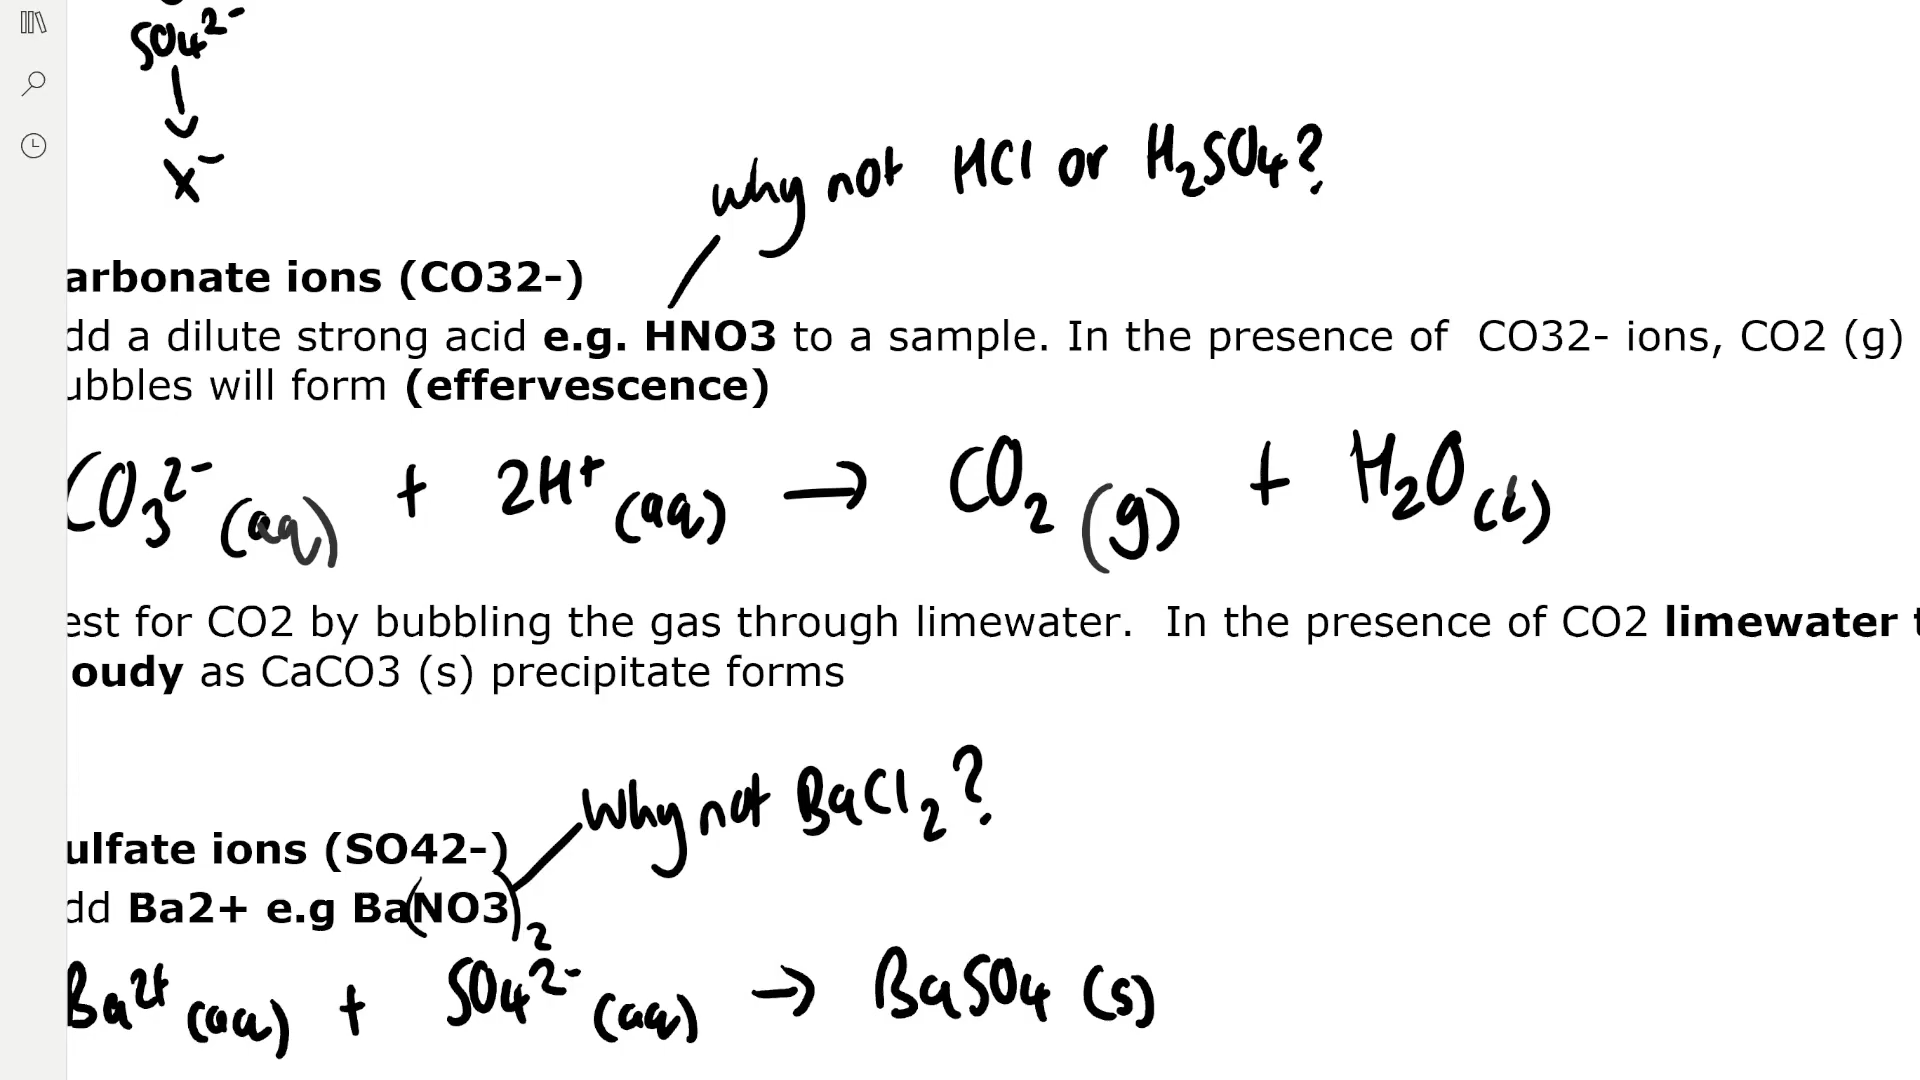 SO4²⁻
X⁻
why not HCl or H₂SO4?
arbonate ions (CO32-)
dd a dilute strong acid e.g. HNO3 to a sample. In the presence of CO32- ions, CO2 (g)
ubbles will form (effervescence)
CO₃²⁻(aq) + 2H⁺(aq) → CO₂(g) + H₂O(l)
est for CO2 by bubbling the gas through limewater. In the presence of CO2 limewater t
oudy as CaCO3 (s) precipitate forms
Why not BaCl₂?
ulfate ions (SO42-)
dd Ba2+ e.g Ba(NO3)₂
Ba²⁺(aq) + SO4²⁻(aq) → BaSO4 (s)